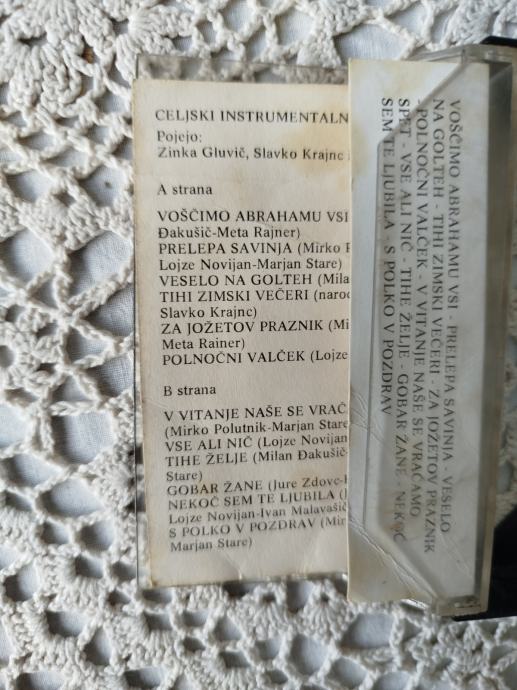 CELJSKI INSTRUMENTALN
Pojejo:
Zinka Gluvič, Slavko Krajnc
A strana
VOŠČIMO ABRAHAMU VSI
Đakušič-Meta Rajner)
PRELEPA SAVINJA (Mirko
Lojze Novijan-Marjan Stare)
VESELO NA GOLTEH (Mila
TIHI ZIMSKI VEČERI (naroc
Slavko Krajnc)
ZA JOŽETOV PRAZNIK (Mi
Meta Rainer)
POLNOČNI VALČEK (Lojze
B strana
V VITANJE NAŠE SE VRAČ
(Mirko Polutnik-Marjan Stare
VSE ALI NIČ (Lojze Novijan
TIHE ŽELJE (Milan Đakušič-
Stare)
GOBAR ŽANE (Jure Zdovc-
NEKOČ SEM TE LJUBILA (
Lojze Novijan-Ivan Malavašič
S POLKO V POZDRAV (Mir
Marjan Stare)
VOŠČIMO ABRAHAMU VSI - PRELEPA SAVINJA - VESELO
NA GOLTEH - TIHI ZIMSKI VEČERI - ZA JOŽETOV PRAZNIK
- POLNOČNI VALČEK - V VITANJE NAŠE SE VRAČAMO
SPET - VSE ALI NIČ - TIHE ŽELJE - GOBAR ŽANE - NEKOČ
SEM TE LJUBILA - S POLKO V POZDRAV